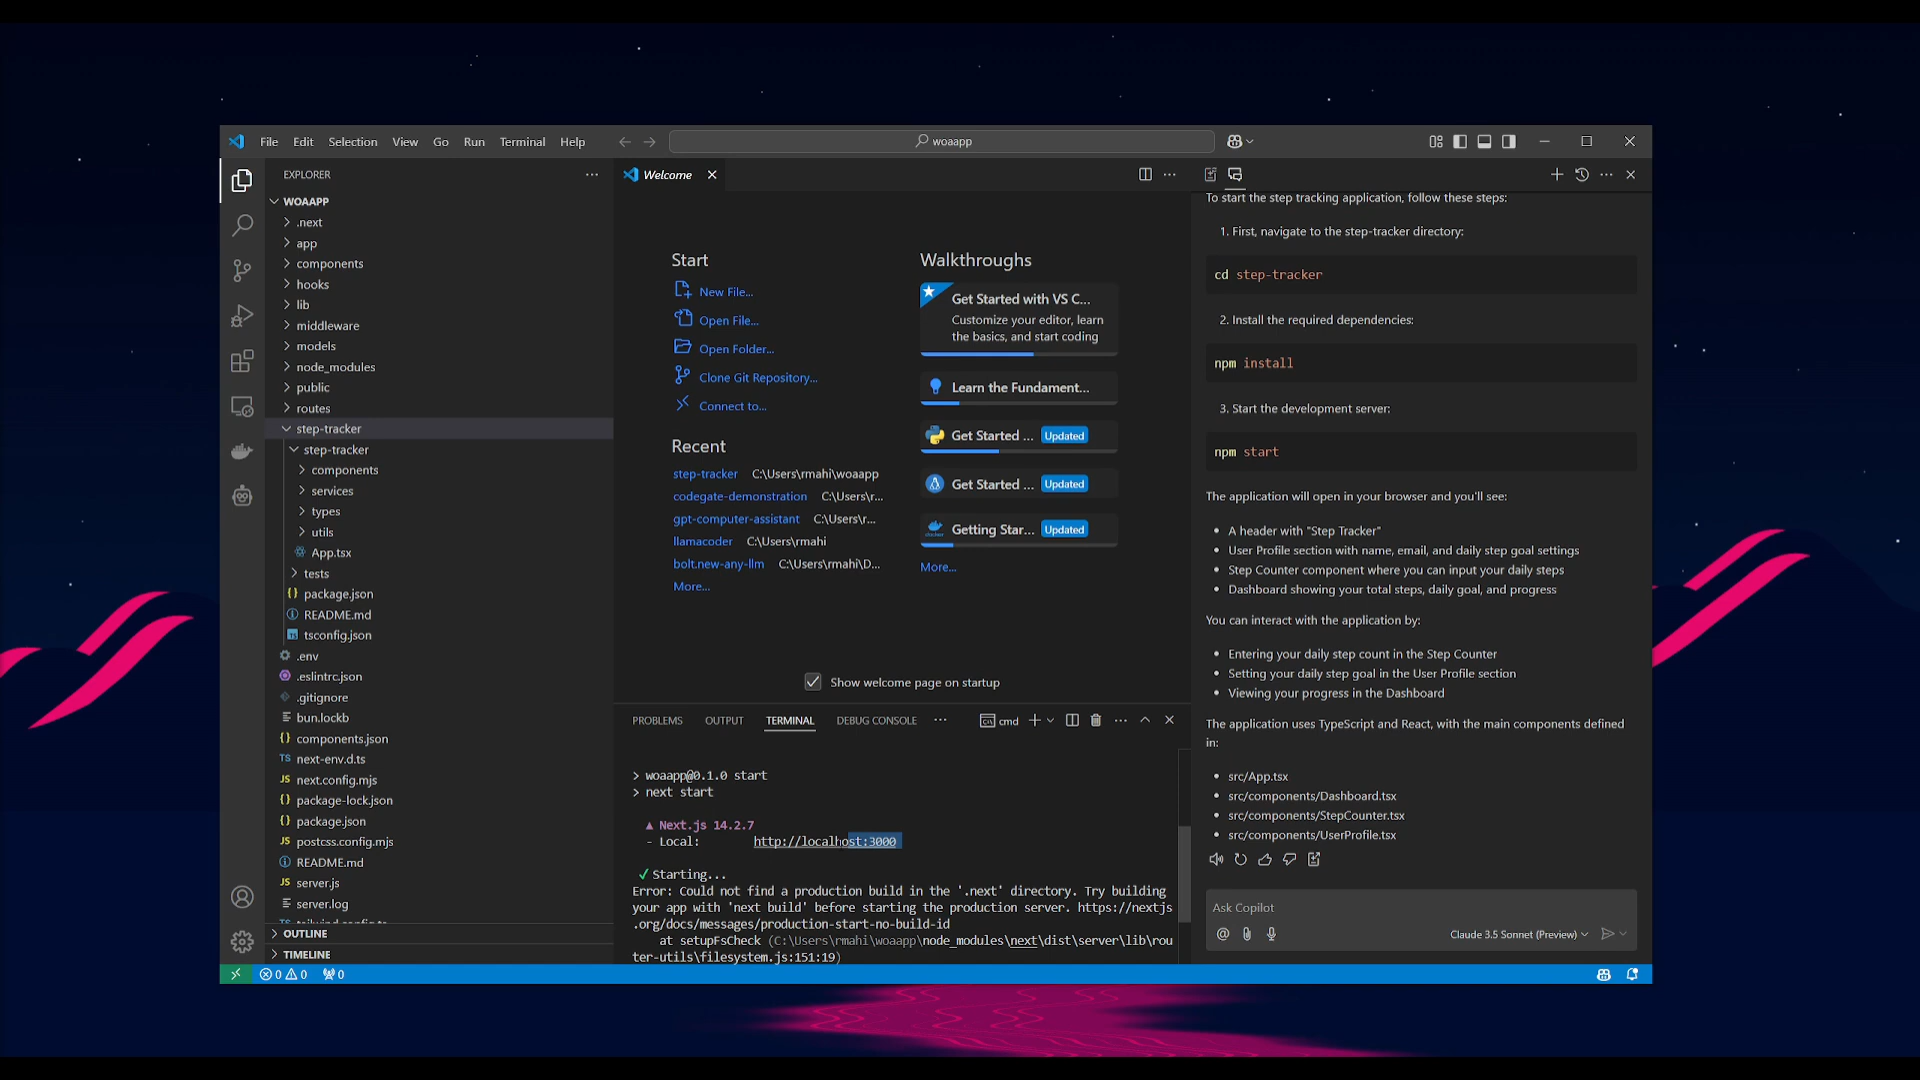 File Edit Selection View Go Run Terminal Help
woaapp
EXPLORER
WOAAPP
.next
app
components
hooks
lib
middleware
models
node_modules
public
routes
step-tracker
step-tracker
components
services
types
utils
App.tsx
tests
package.json
README.md
tsconfig.json
.env
.eslintrc.json
.gitignore
bun.lockb
components.json
next-env.d.ts
next.config.mjs
package-lock.json
package.json
postcss.config.mjs
README.md
server.js
server.log
tailwind.config.ts
OUTLINE
TIMELINE
Welcome
Start
New File...
Open File...
Open Folder...
Clone Git Repository...
Connect to...
Recent
step-tracker C:\Users\rmahi\woaapp
codegate-demonstration C:\Users\r...
gpt-computer-assistant C:\Users\r...
llamacoder C:\Users\rmahi
bolt.new-any-llm C:\Users\rmahi\D...
More...
Walkthroughs
Get Started with VS C...
Customize your editor, learn
the basics, and start coding
Learn the Fundament...
Get Started ... Updated
Get Started ... Updated
Getting Star... Updated
More...
Show welcome page on startup
PROBLEMS OUTPUT TERMINAL DEBUG CONSOLE ... cmd
> woaapp@0.1.0 start
> next start
▲ Next.js 14.2.7
- Local: http://localhost:3000
✓ Starting...
Error: Could not find a production build in the '.next' directory. Try building
your app with 'next build' before starting the production server. https://nextjs
.org/docs/messages/production-start-no-build-id
at setupFsCheck (C:\Users\rmahi\woaapp\node_modules\next\dist\server\lib\rou
ter-utils\filesystem.js:151:19)
To start the step tracking application, follow these steps:
1. First, navigate to the step-tracker directory:
cd step-tracker
2. Install the required dependencies:
npm install
3. Start the development server:
npm start
The application will open in your browser and you'll see:
• A header with "Step Tracker"
• User Profile section with name, email, and daily step goal settings
• Step Counter component where you can input your daily steps
• Dashboard showing your total steps, daily goal, and progress
You can interact with the application by:
• Entering your daily step count in the Step Counter
• Setting your daily step goal in the User Profile section
• Viewing your progress in the Dashboard
The application uses TypeScript and React, with the main components defined
in:
• src/App.tsx
• src/components/Dashboard.tsx
• src/components/StepCounter.tsx
• src/components/UserProfile.tsx
Ask Copilot
Claude 3.5 Sonnet (Preview)
0 0 0